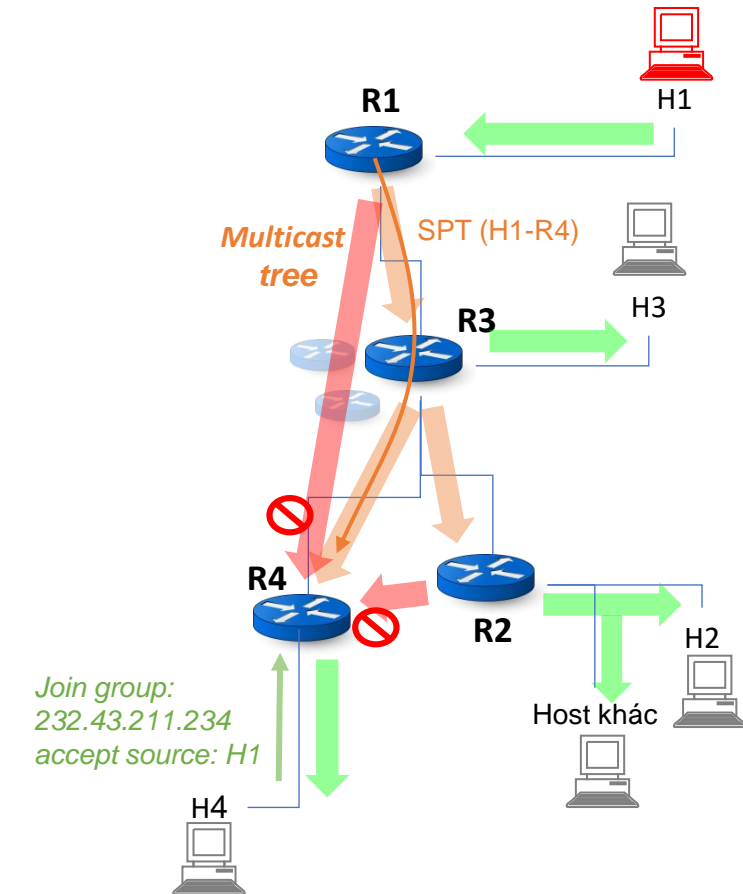 R1
H1
Multicast
tree
SPT (H1-R4)
R3
H3
R4
R2
H2
Join group:
232.43.211.234
accept source: H1
Host khác
H4